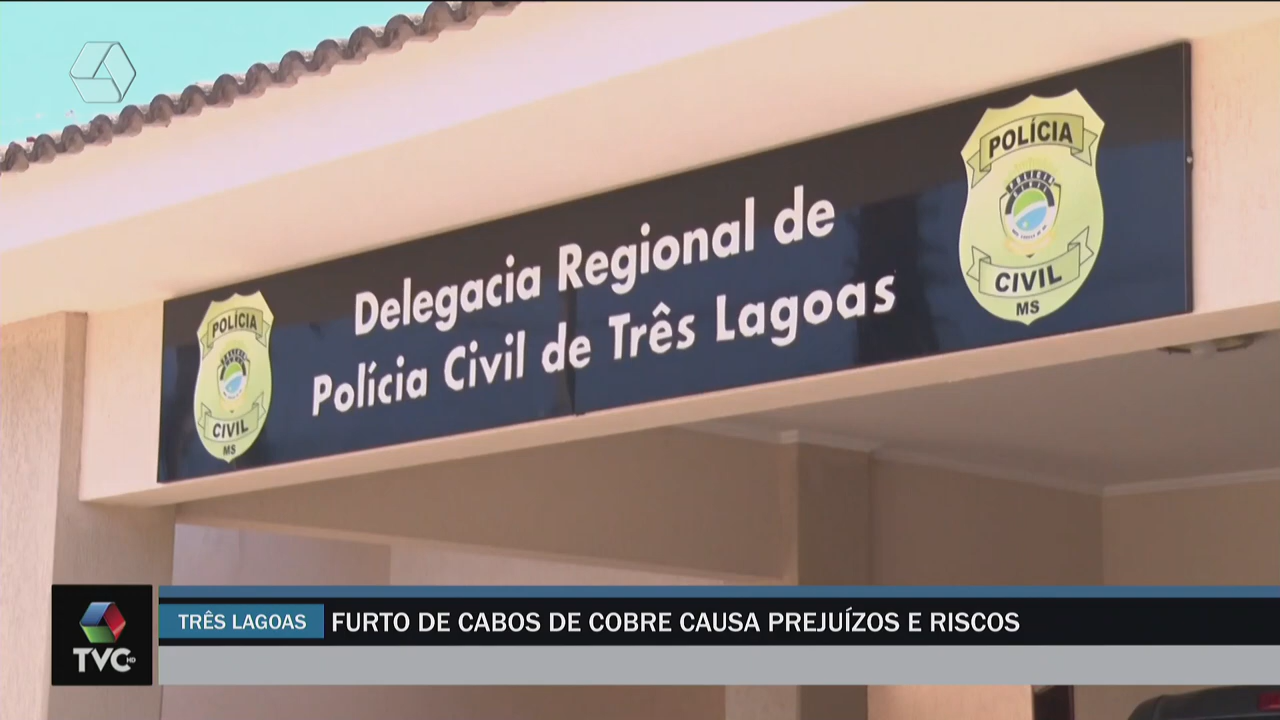 Delegacia Regional de
Polícia Civil de Três Lagoas
POLÍCIA
CIVIL
MS
POLÍCIA
CIVIL
MS
TRÊS LAGOAS
FURTO DE CABOS DE COBRE CAUSA PREJUÍZOS E RISCOS
TVC HD